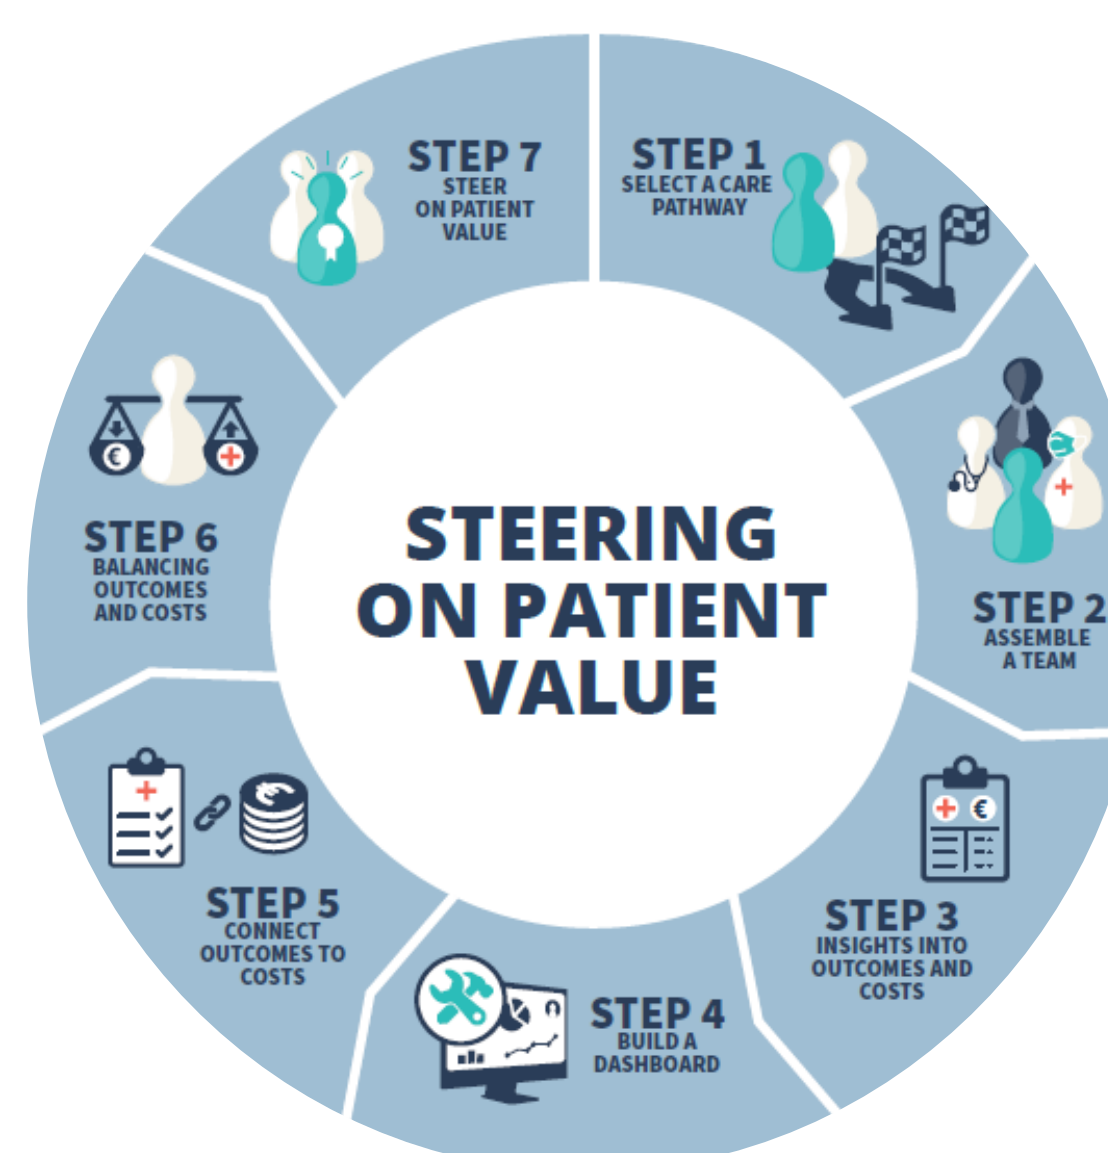 STEP 1
SELECT A CARE
PATHWAY
STEP 2
ASSEMBLE
A TEAM
€
STEP 3
INSIGHTS INTO
OUTCOMES AND
COSTS
STEP 4
BUILD A
DASHBOARD
€
STEP 5
CONNECT
OUTCOMES TO
COSTS
€
STEP 6
BALANCING
OUTCOMES
AND COSTS
STEP 7
STEER
ON PATIENT
VALUE
STEERING
ON PATIENT
VALUE